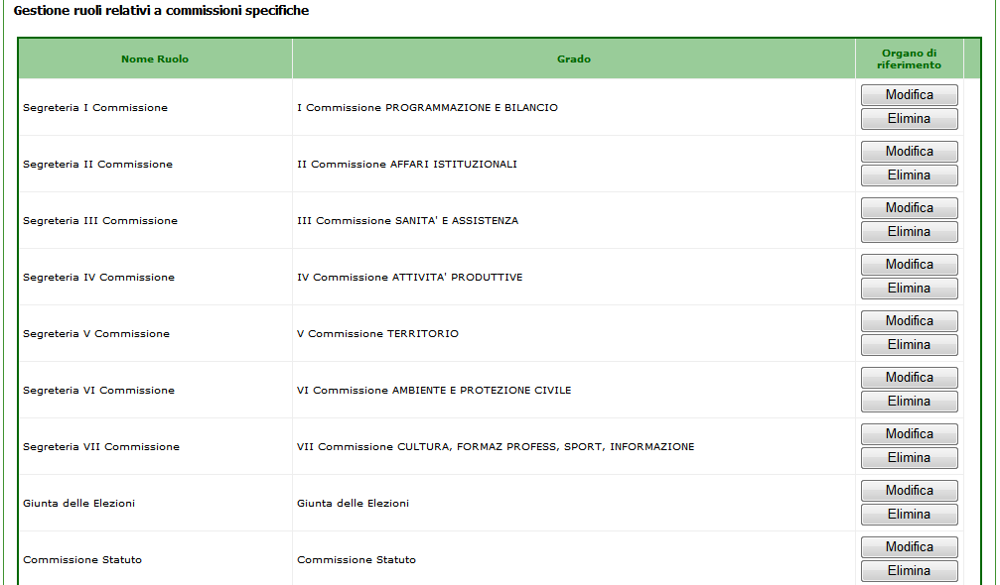 Gestione ruoli relativi a commissioni specifiche
Nome Ruolo
Grado
Organo di
riferimento
Segreteria I Commissione
I Commissione PROGRAMMAZIONE E BILANCIO
Modifica
Elimina
Segreteria II Commissione
II Commissione AFFARI ISTITUZIONALI
Modifica
Elimina
Segreteria III Commissione
III Commissione SANITA' E ASSISTENZA
Modifica
Elimina
Segreteria IV Commissione
IV Commissione ATTIVITA' PRODUTTIVE
Modifica
Elimina
Segreteria V Commissione
V Commissione TERRITORIO
Modifica
Elimina
Segreteria VI Commissione
VI Commissione AMBIENTE E PROTEZIONE CIVILE
Modifica
Elimina
Segreteria VII Commissione
VII Commissione CULTURA, FORMAZ PROFESS, SPORT, INFORMAZIONE
Modifica
Elimina
Giunta delle Elezioni
Giunta delle Elezioni
Modifica
Elimina
Commissione Statuto
Commissione Statuto
Modifica
Elimina